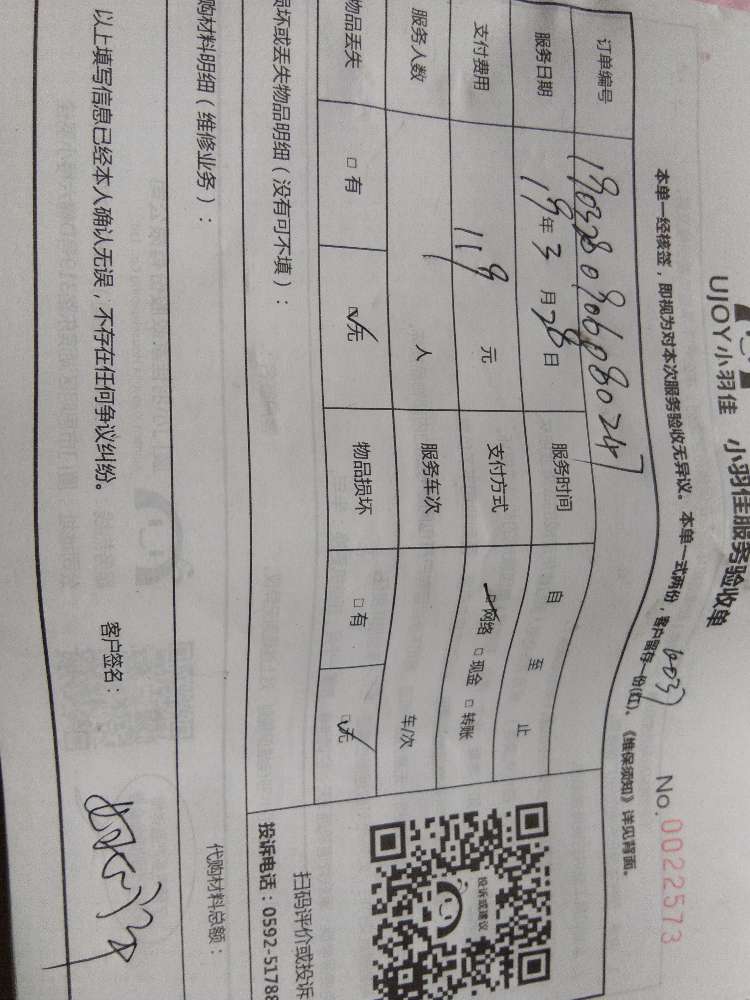 UJOY小羽佳 小羽佳服务验收单
No.0022573
本单一经核签，即视为对本次服务验收无异议。本单一式两份，客户留存一份(红)、《维保须知》详见背面。
订单编号
服务日期 19年3月28日 服务时间 自 至 止
支付费用 119 元 支付方式 ☑网络 □现金 □转账
服务人数 人 服务车次 车/次
物品丢失 □有 ☑无 物品损坏 □有 ☑无
坏或丢失物品明细（没有可不填）：
购材料明细（维修业务）：
代购材料总额：
投诉或建议
扫码评价或投诉
投诉电话：0592-5178
以上填写信息已经本人确认无误，不存在任何争议纠纷。
客户签名：